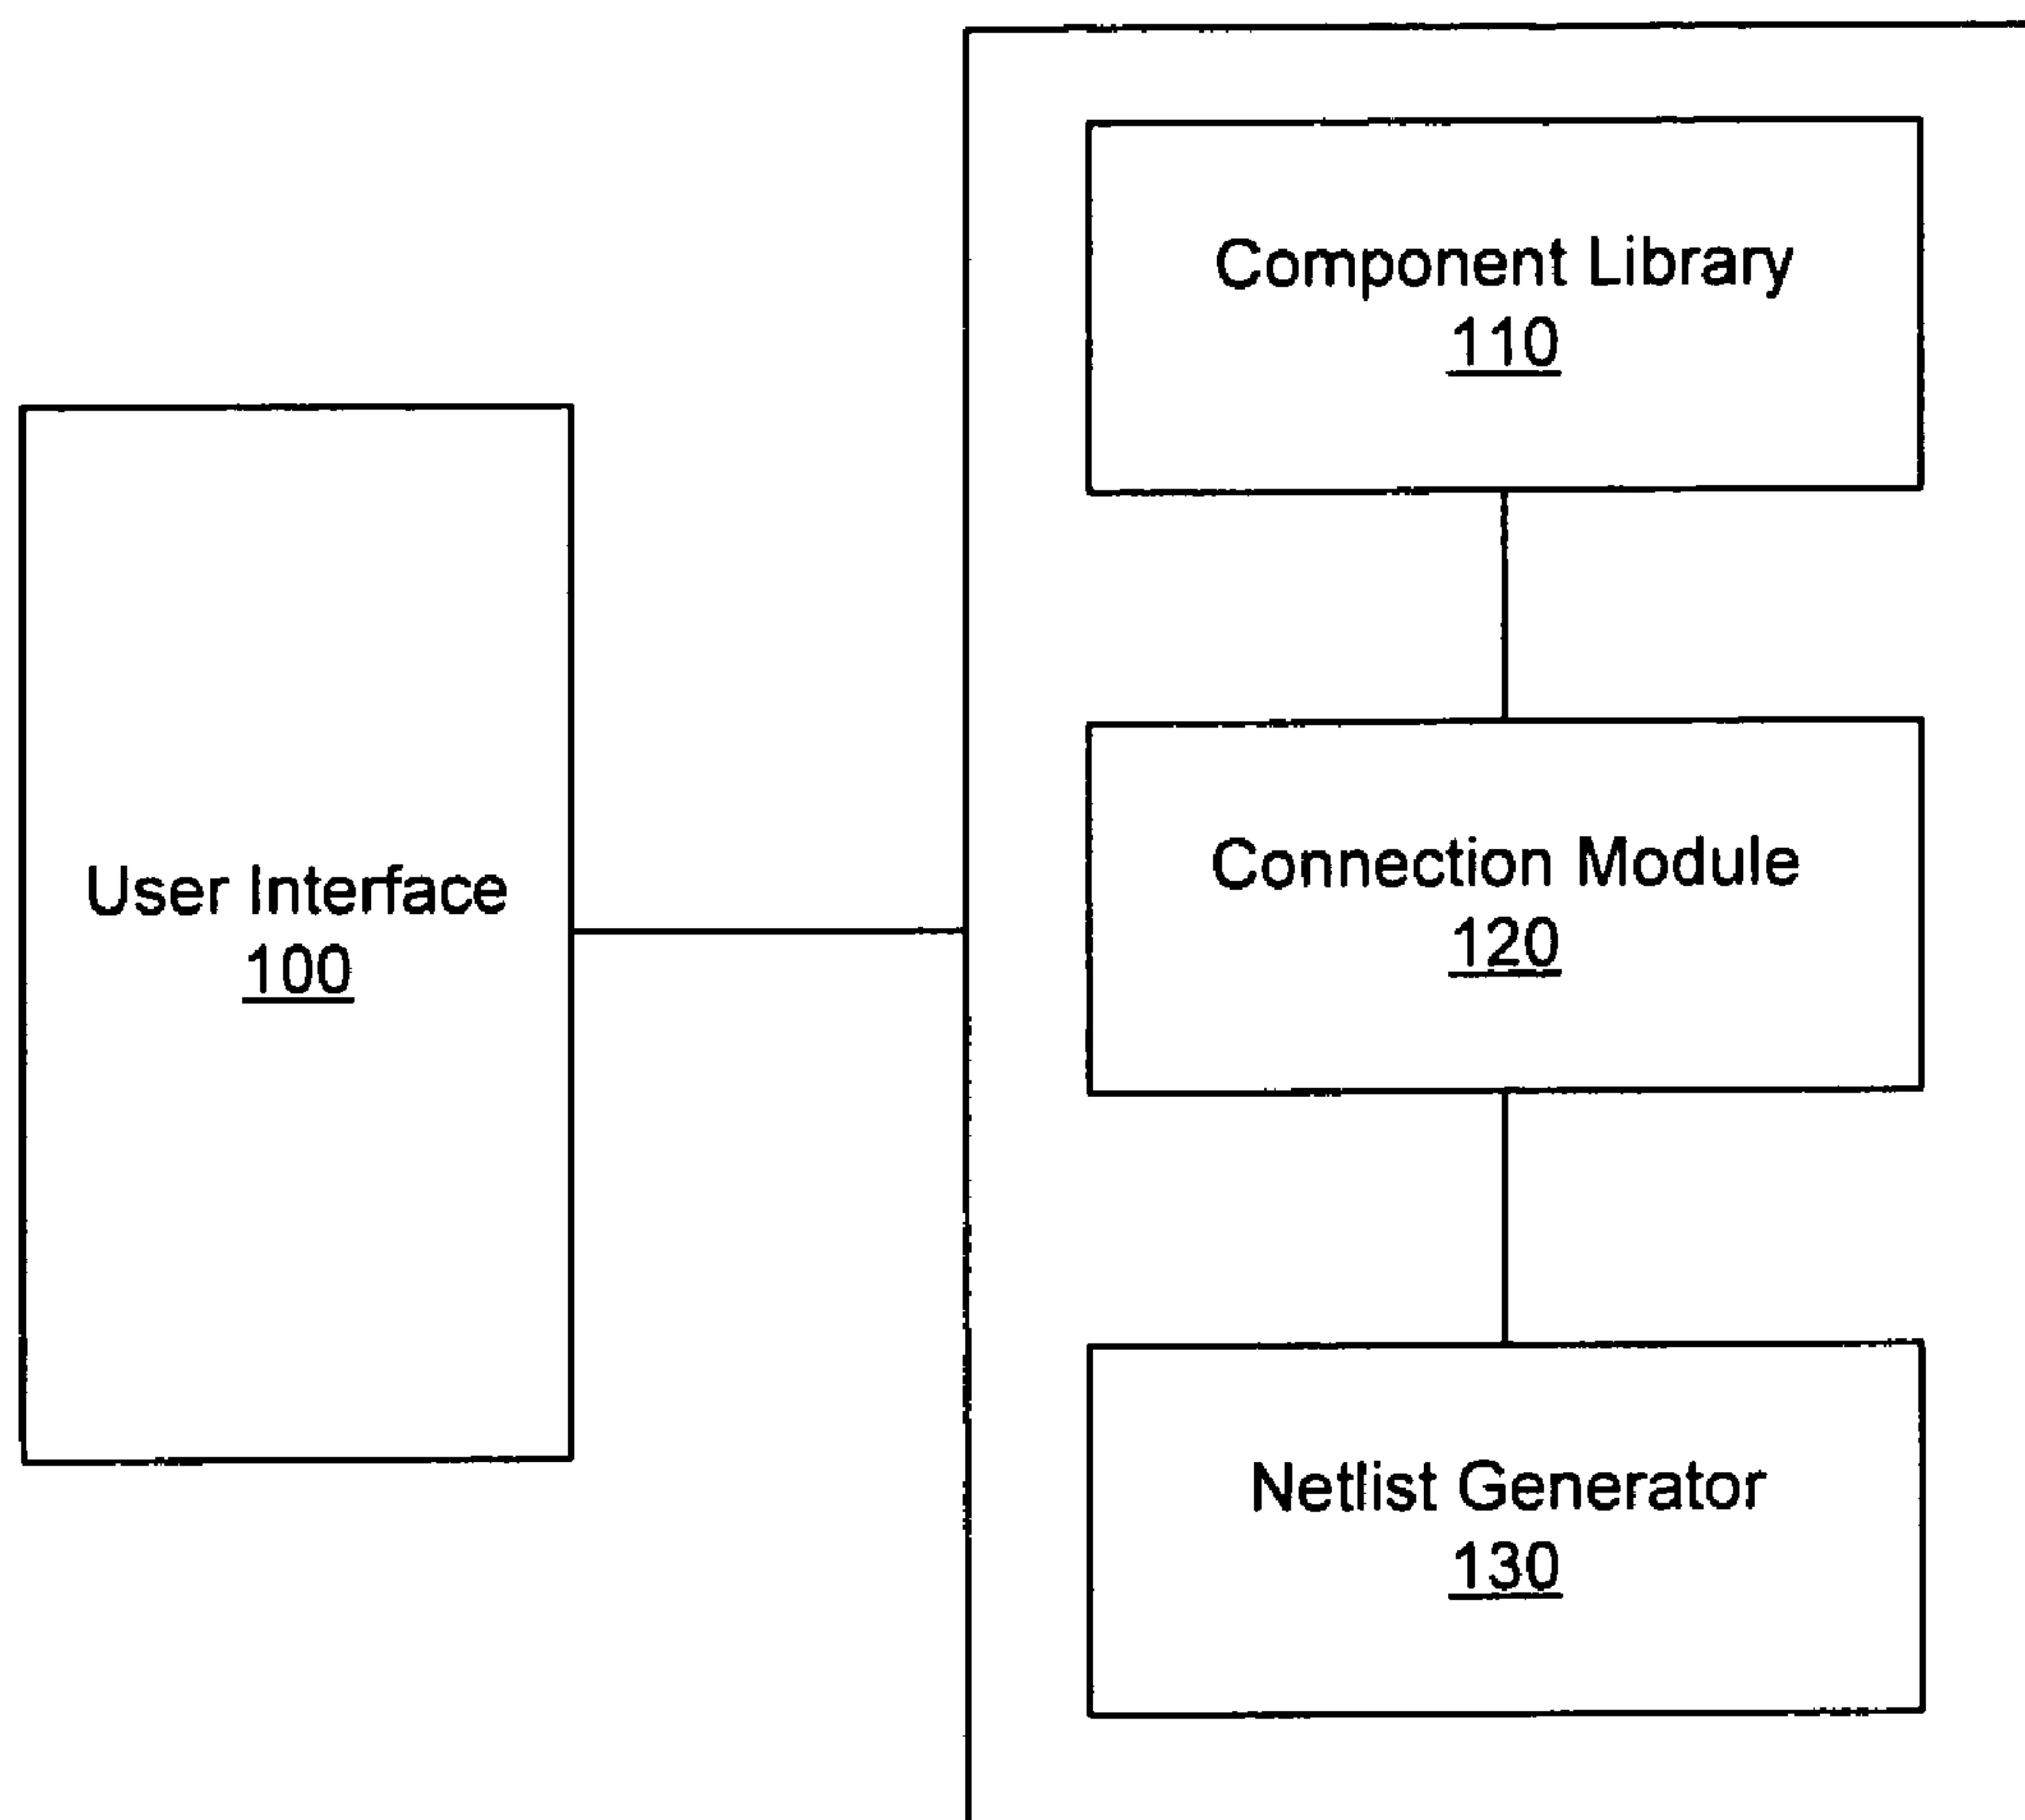 Component Library
110
User Interface
100
Connection Module
120
Netlist Generator
130